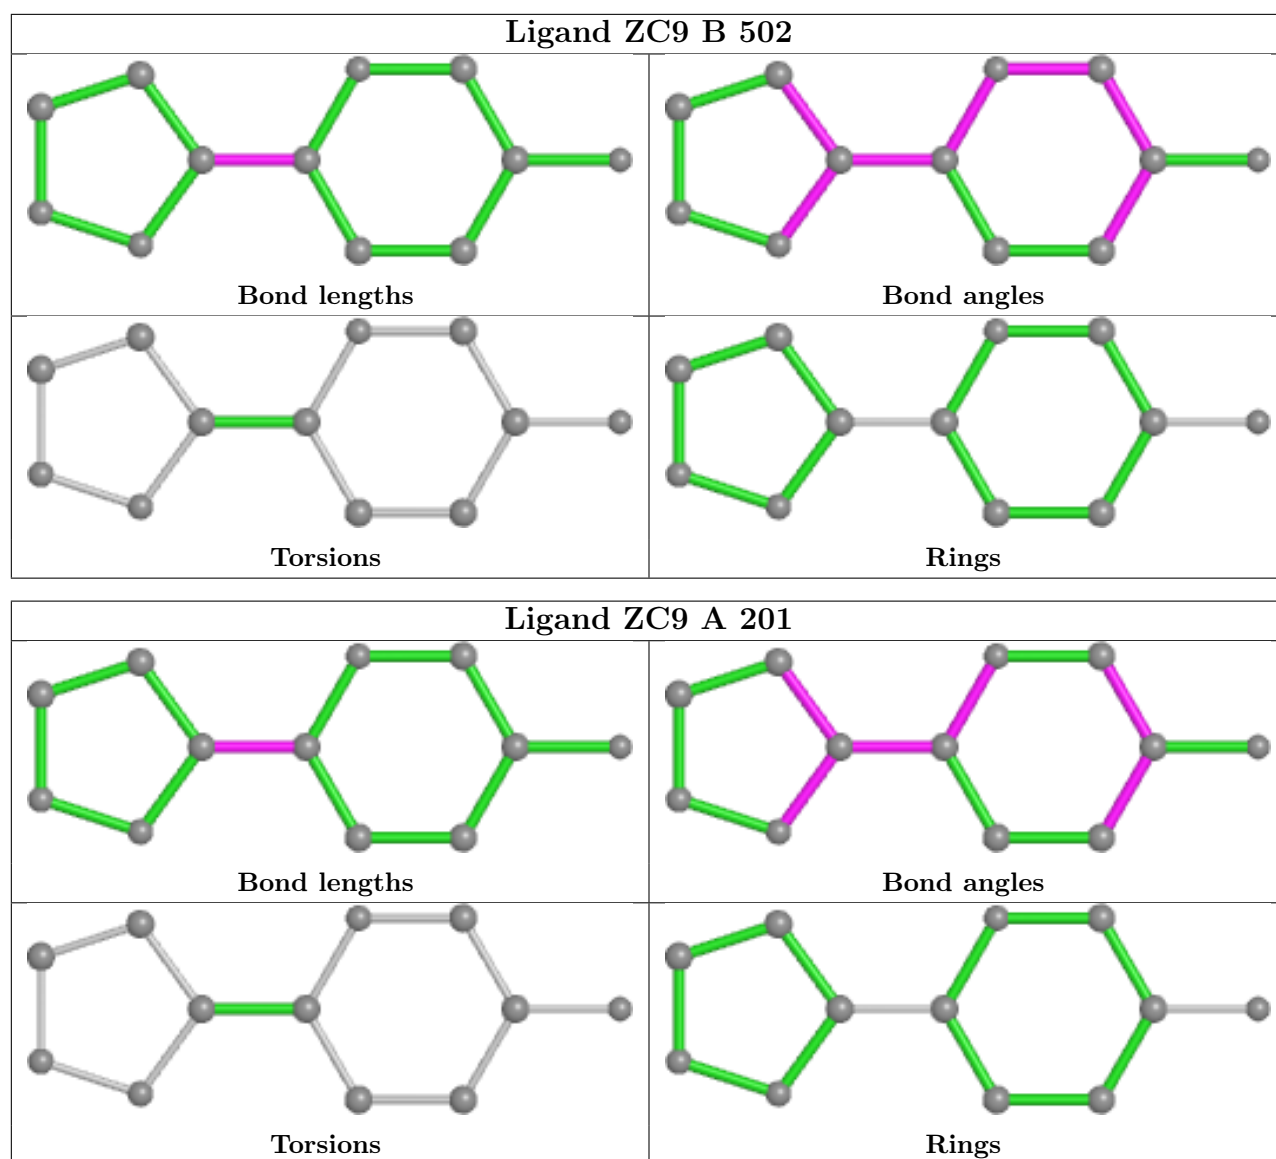 Ligand ZC9 B 502
Bond lengths
Bond angles
Torsions
Rings
Ligand ZC9 A 201
Bond lengths
Bond angles
Torsions
Rings